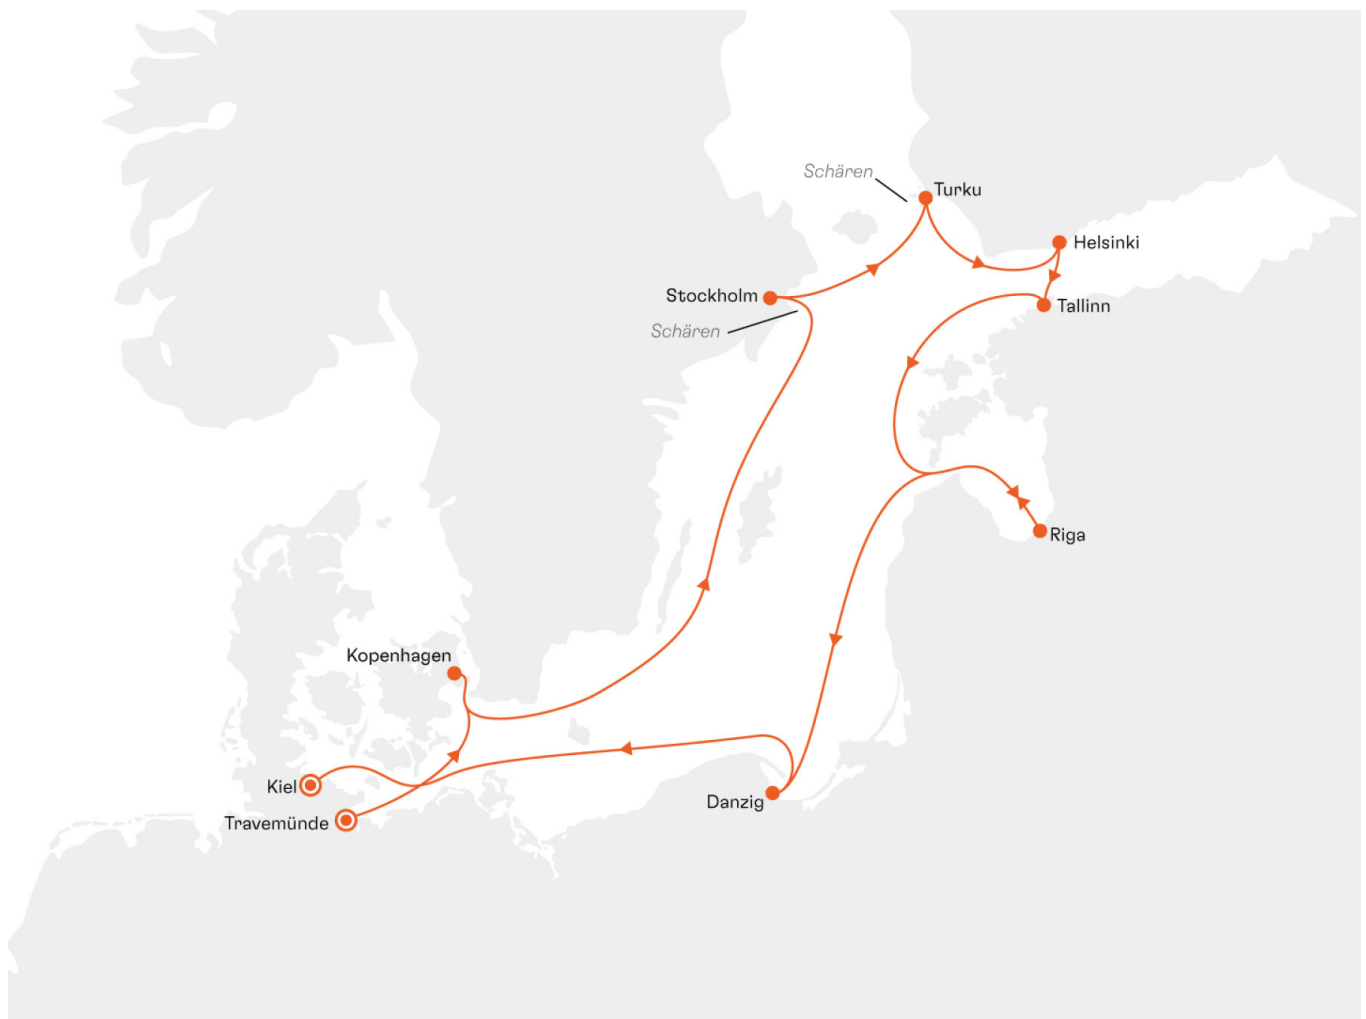 Schären
Turku
Helsinki
Stockholm
Tallinn
Schären
Riga
Kopenhagen
Kiel
Danzig
Travemünde